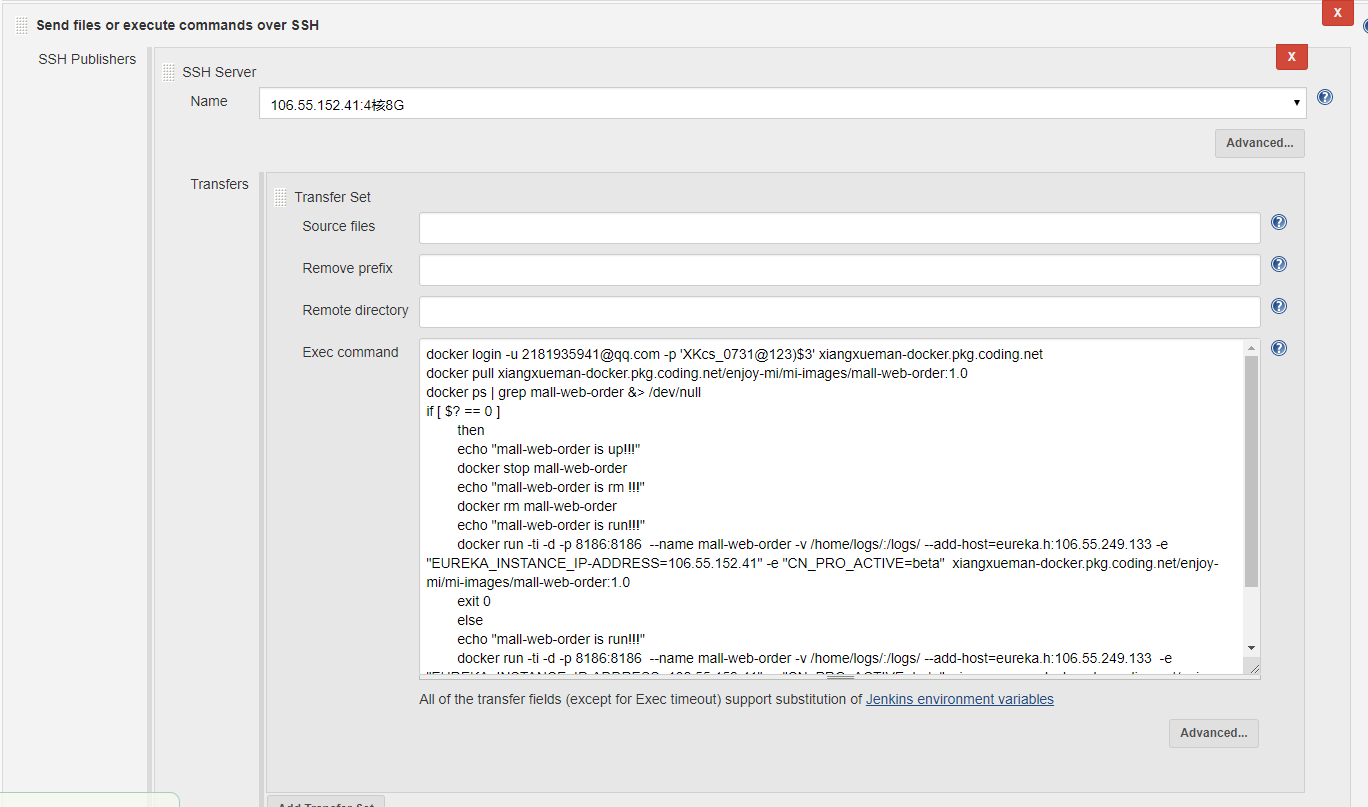 Send files or execute commands over SSH
X
SSH Publishers
X
SSH Server
Name
106.55.152.41:4核8G
Advanced...
Transfers
Transfer Set
Source files
Remove prefix
Remote directory
Exec command
docker login -u 2181935941@qq.com -p 'XKcs_0731@123)$3' xiangxueman-docker.pkg.coding.net
docker pull xiangxueman-docker.pkg.coding.net/enjoy-mi/mi-images/mall-web-order:1.0
docker ps | grep mall-web-order &> /dev/null
if [ $? == 0 ]
then
echo "mall-web-order is up!!!"
docker stop mall-web-order
echo "mall-web-order is rm !!!"
docker rm mall-web-order
echo "mall-web-order is run!!!"
docker run -ti -d -p 8186:8186  --name mall-web-order -v /home/logs/:/logs/ --add-host=eureka.h:106.55.249.133 -e
"EUREKA_INSTANCE_IP-ADDRESS=106.55.152.41" -e "CN_PRO_ACTIVE=beta"  xiangxueman-docker.pkg.coding.net/enjoy-
mi/mi-images/mall-web-order:1.0
exit 0
else
echo "mall-web-order is run!!!"
docker run -ti -d -p 8186:8186  --name mall-web-order -v /home/logs/:/logs/ --add-host=eureka.h:106.55.249.133  -e
All of the transfer fields (except for Exec timeout) support substitution of Jenkins environment variables
Advanced...
Add Transfer Set